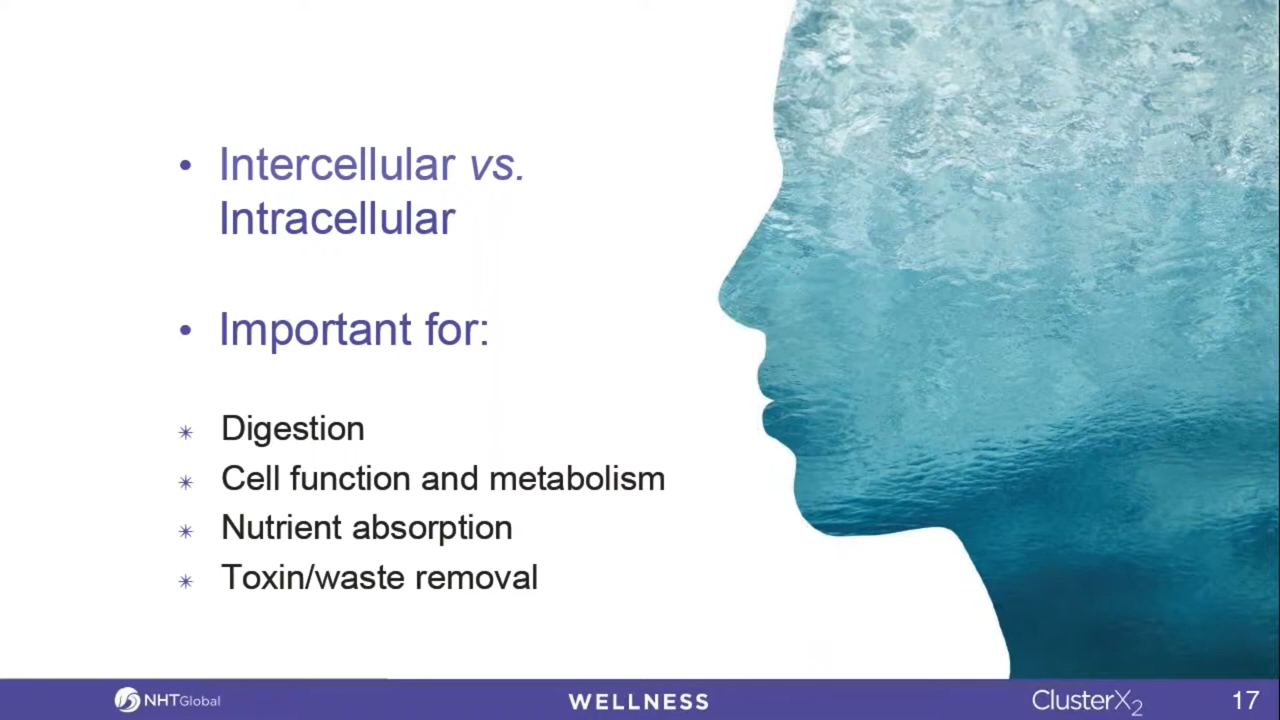 • Intercellular vs.
Intracellular
• Important for:
✴ Digestion
✴ Cell function and metabolism
✴ Nutrient absorption
✴ Toxin/waste removal
NHTGlobal
WELLNESS
ClusterX₂
17